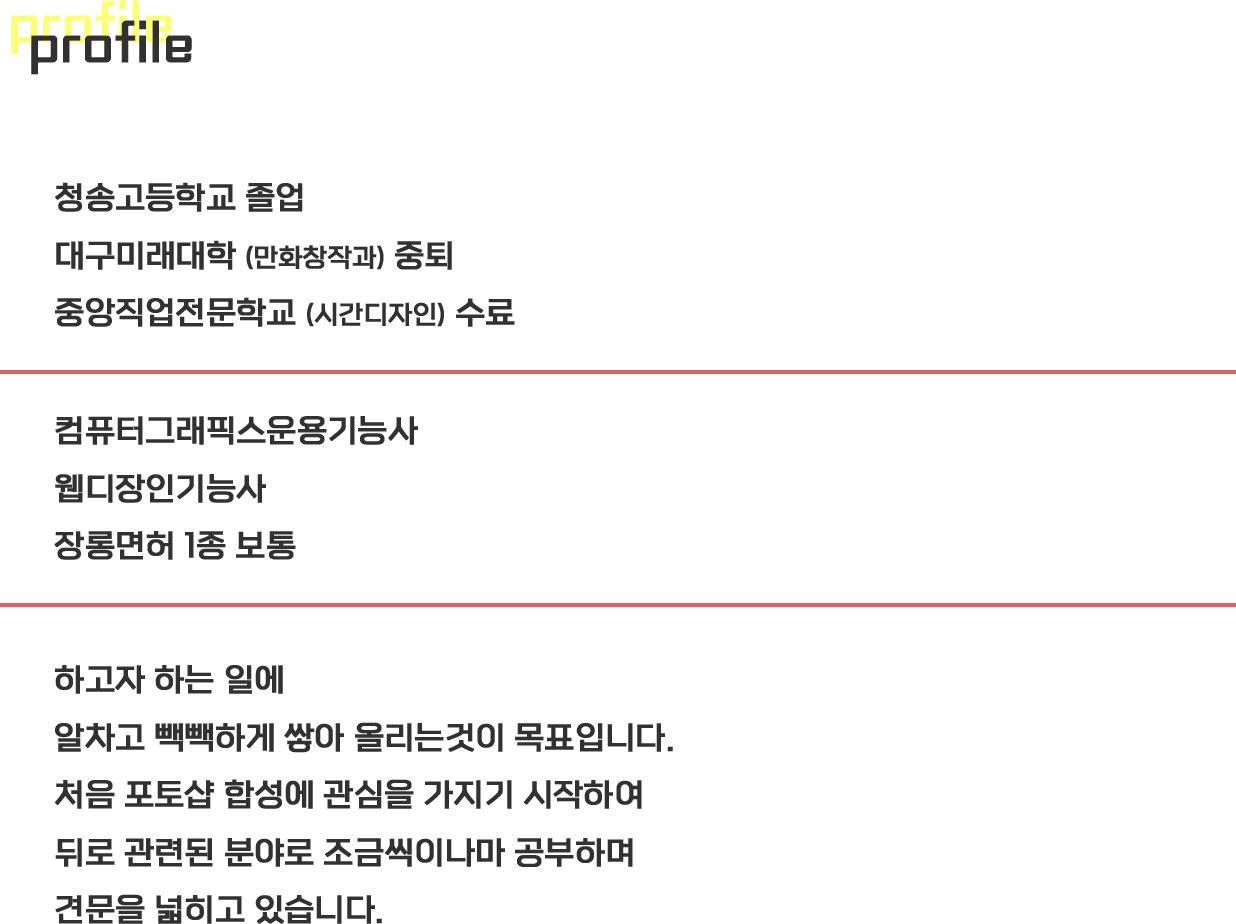 profile
profile
청송고등학교 졸업
대구미래대학 (만화창작과) 중퇴
중앙직업전문학교 (시간디자인) 수료
컴퓨터그래픽스운용기능사
웹디장인기능사
장롱면허 1종 보통
하고자 하는 일에
알차고 빽빽하게 쌓아 올리는것이 목표입니다.
처음 포토샵 합성에 관심을 가지기 시작하여
뒤로 관련된 분야로 조금씩이나마 공부하며
견문을 넓히고 있습니다.